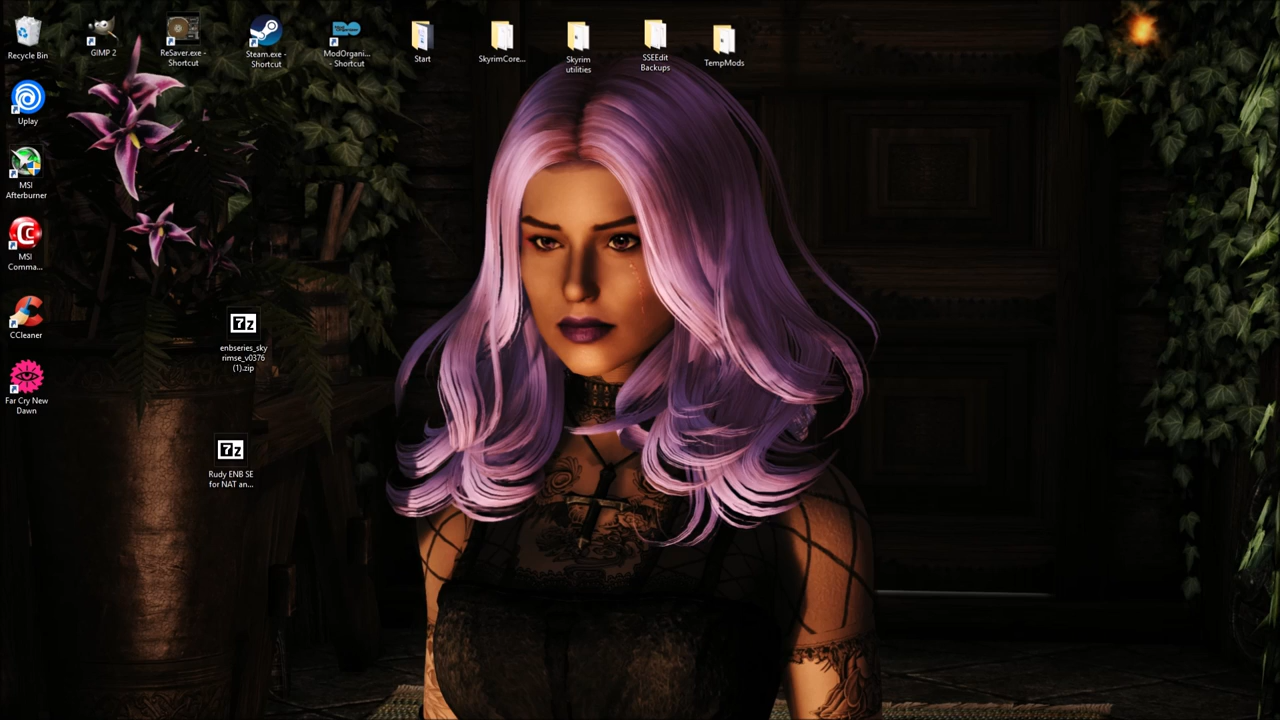 Recycle Bin
GIMP 2
ReSaver.exe -
Shortcut
Steam.exe -
Shortcut
ModOrgani...
- Shortcut
Start
SkyrimCore...
Skyrim
utilities
SSEEdit
Backups
TempMods
Uplay
MSI
Afterburner
MSI
Comma...
CCleaner
Far Cry New
Dawn
7z
enbseries_sky
rimse_v0376
(1).zip
7z
Rudy ENB SE
for NAT an...